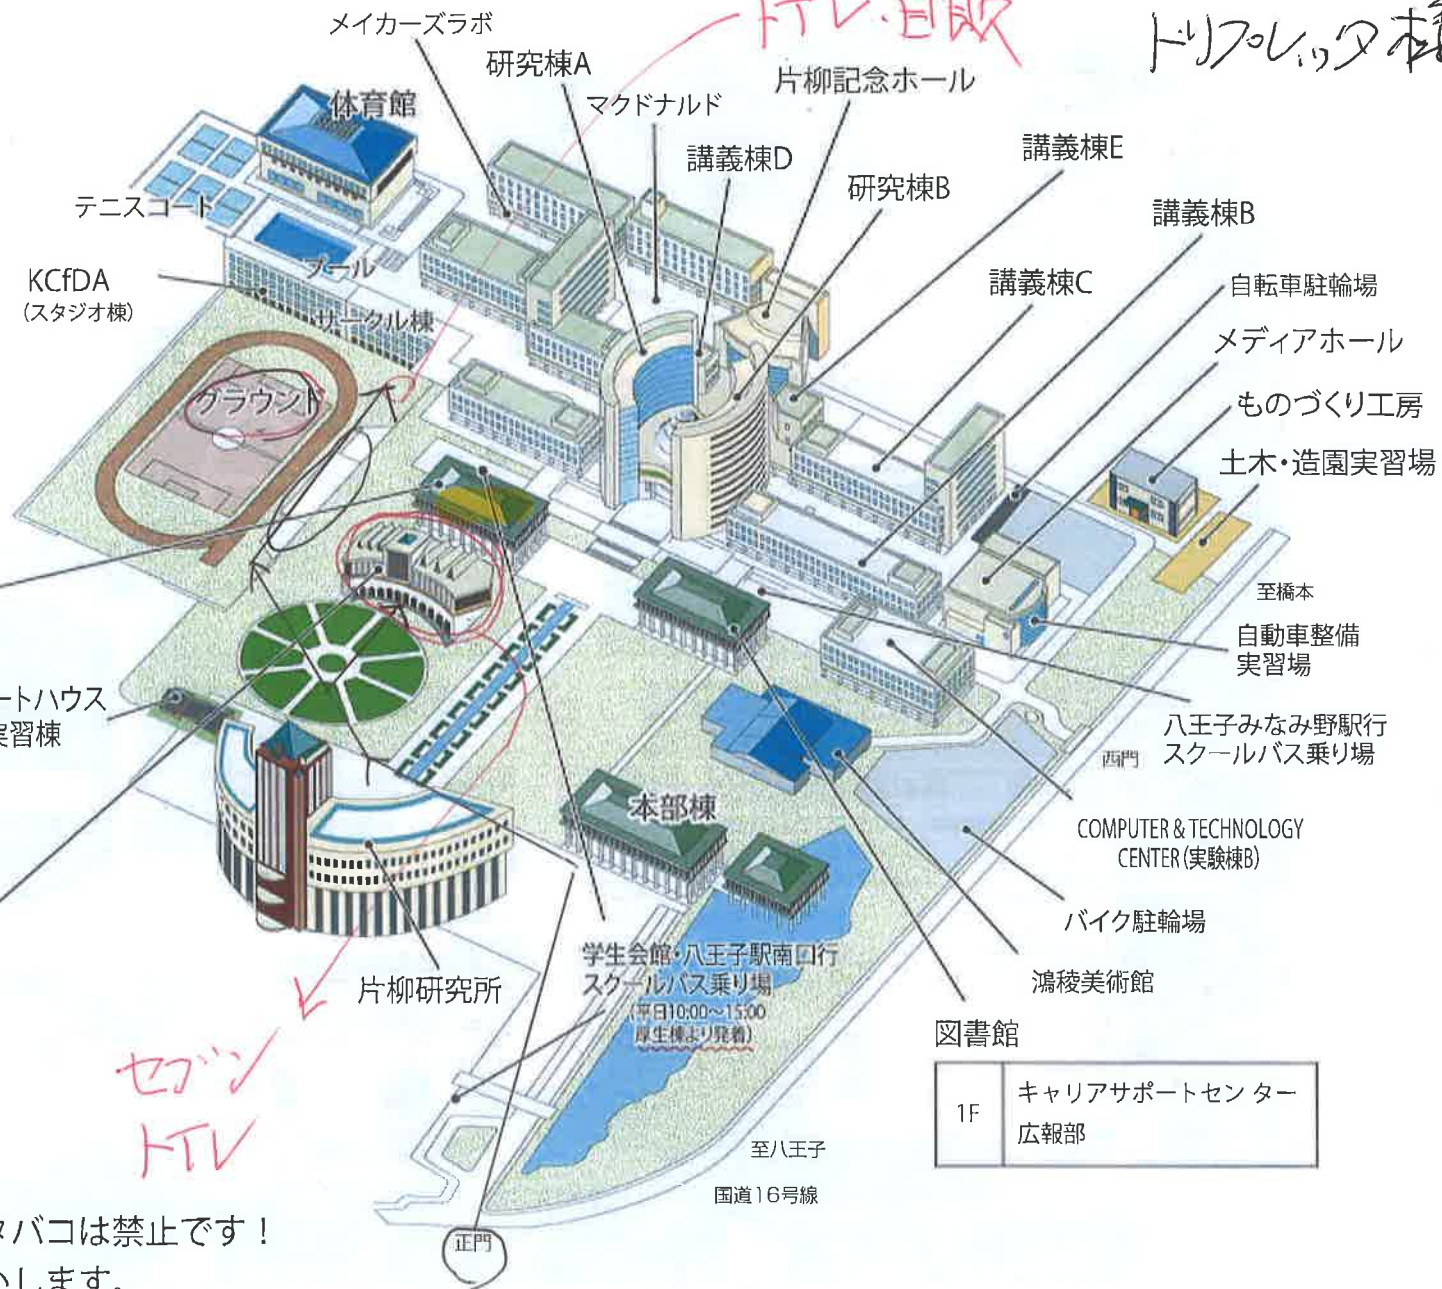 トイレ・自販
ドリプレッタ様
メイカーズラボ
研究棟A
マクドナルド
片柳記念ホール
体育館
講義棟D
講義棟E
研究棟B
テニスコート
講義棟B
KCfDA
(スタジオ棟)
プール
講義棟C
自転車駐輪場
サークル棟
メディアホール
グラウンド
ものづくり工房
土木・造園実習場
至橋本
自動車整備
実習場
ートハウス
実習棟
八王子みなみ野駅行
スクールバス乗り場
西門
本部棟
COMPUTER & TECHNOLOGY
CENTER(実験棟B)
バイク駐輪場
学生会館・八王子駅南口行
スクールバス乗り場
(平日10:00～15:00
厚生棟より発着)
片柳研究所
鴻稜美術館
図書館
1F
キャリアサポートセンター
広報部
セブン
トイレ
至八王子
国道16号線
正門
タバコは禁止です！
します。